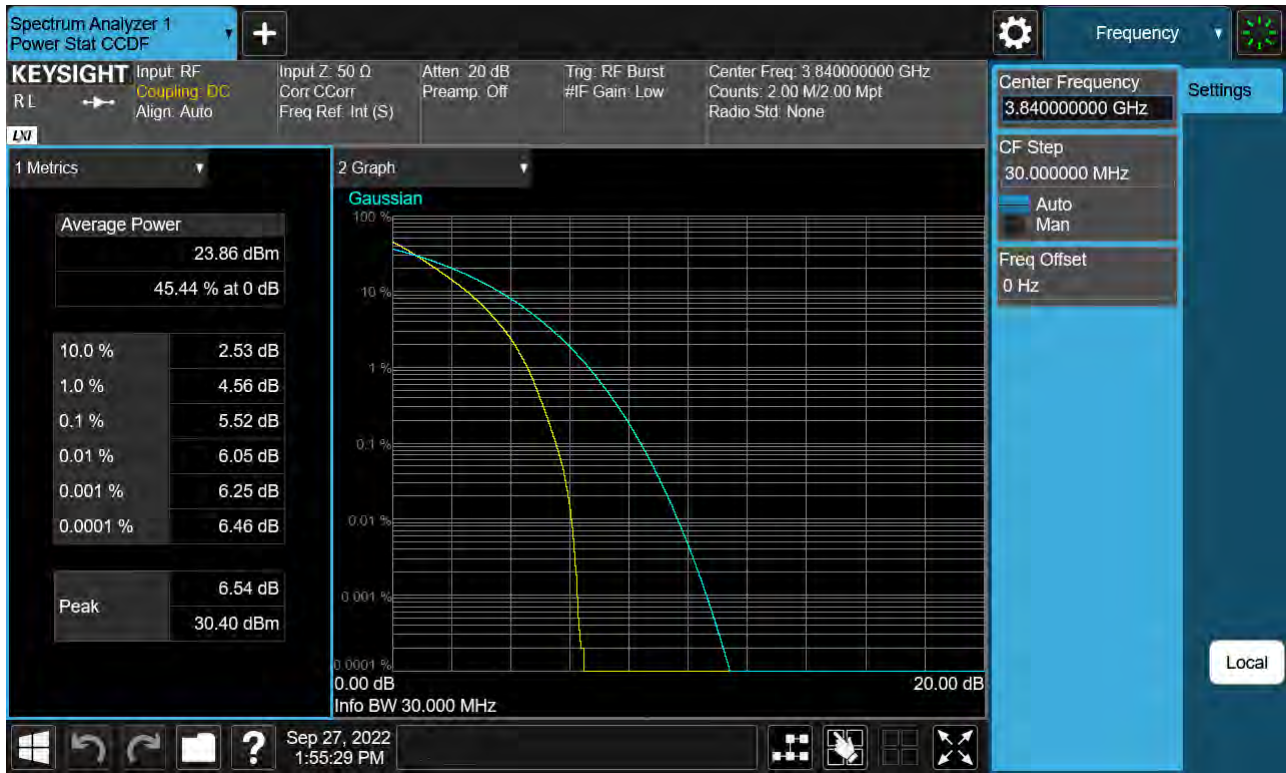 Spectrum Analyzer 1
Power Stat CCDF
+
Frequency
KEYSIGHT
RL
LXI
Input: RF
Coupling: DC
Align: Auto
Input Z: 50 Ω
Corr CCorr
Freq Ref: Int (S)
Atten: 20 dB
Preamp: Off
Trig: RF Burst
#IF Gain: Low
Center Freq: 3.840000000 GHz
Counts: 2.00 M/2.00 Mpt
Radio Std: None
1 Metrics
Average Power
23.86 dBm
45.44 % at 0 dB
10.0 % 2.53 dB
1.0 % 4.56 dB
0.1 % 5.52 dB
0.01 % 6.05 dB
0.001 % 6.25 dB
0.0001 % 6.46 dB
Peak
6.54 dB
30.40 dBm
2 Graph
Gaussian
100 %
10 %
1 %
0.1 %
0.01 %
0.001 %
0.0001 %
0.00 dB 20.00 dB
Info BW 30.000 MHz
Center Frequency
3.840000000 GHz
CF Step
30.000000 MHz
Auto
Man
Freq Offset
0 Hz
Settings
Local
?
Sep 27, 2022
1:55:29 PM